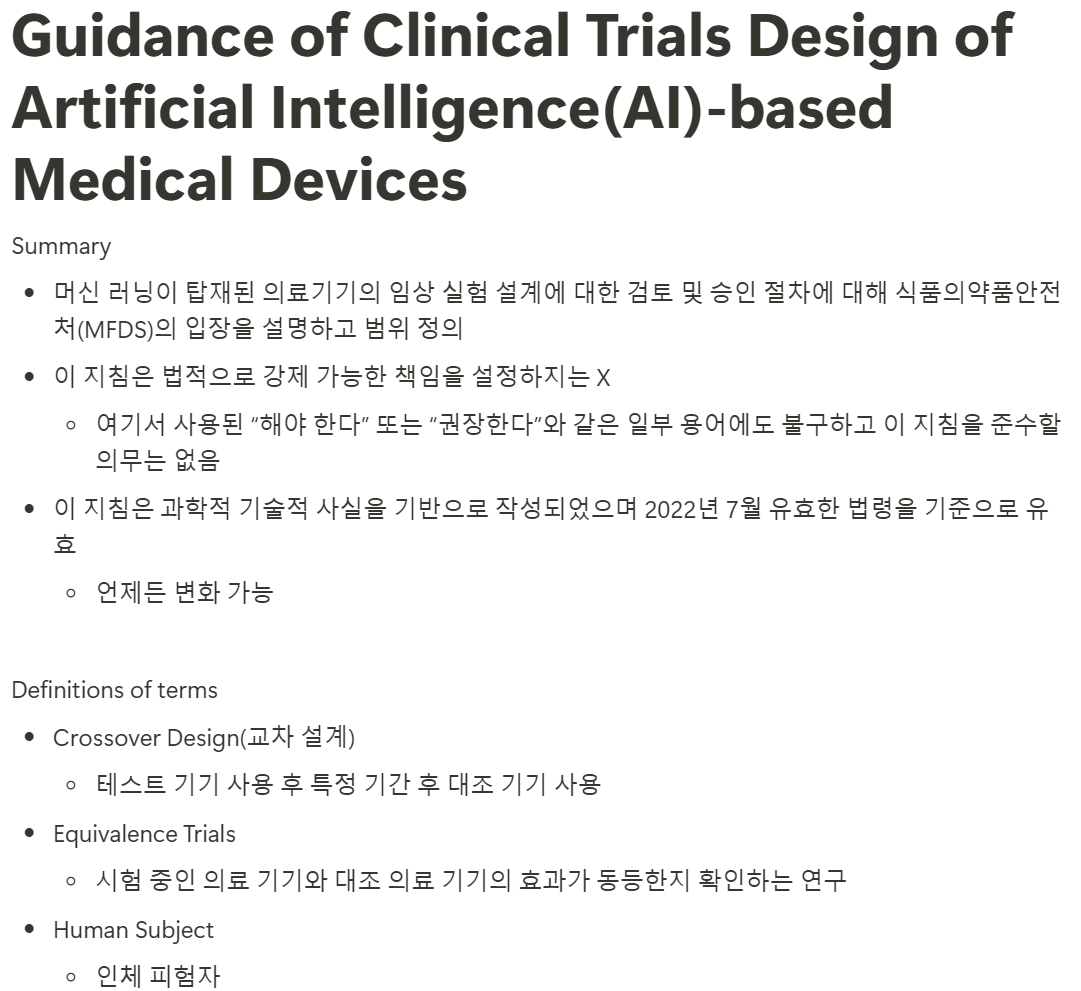 Guidance of Clinical Trials Design of
Artificial Intelligence(AI)-based
Medical Devices
Summary
• 머신 러닝이 탑재된 의료기기의 임상 실험 설계에 대한 검토 및 승인 절차에 대해 식품의약품안전
처(MFDS)의 입장을 설명하고 범위 정의
• 이 지침은 법적으로 강제 가능한 책임을 설정하지는 X
◦ 여기서 사용된 “해야 한다” 또는 “권장한다”와 같은 일부 용어에도 불구하고 이 지침을 준수할
의무는 없음
• 이 지침은 과학적 기술적 사실을 기반으로 작성되었으며 2022년 7월 유효한 법령을 기준으로 유
효
◦ 언제든 변화 가능
Definitions of terms
• Crossover Design(교차 설계)
◦ 테스트 기기 사용 후 특정 기간 후 대조 기기 사용
• Equivalence Trials
◦ 시험 중인 의료 기기와 대조 의료 기기의 효과가 동등한지 확인하는 연구
• Human Subject
◦ 인체 피험자